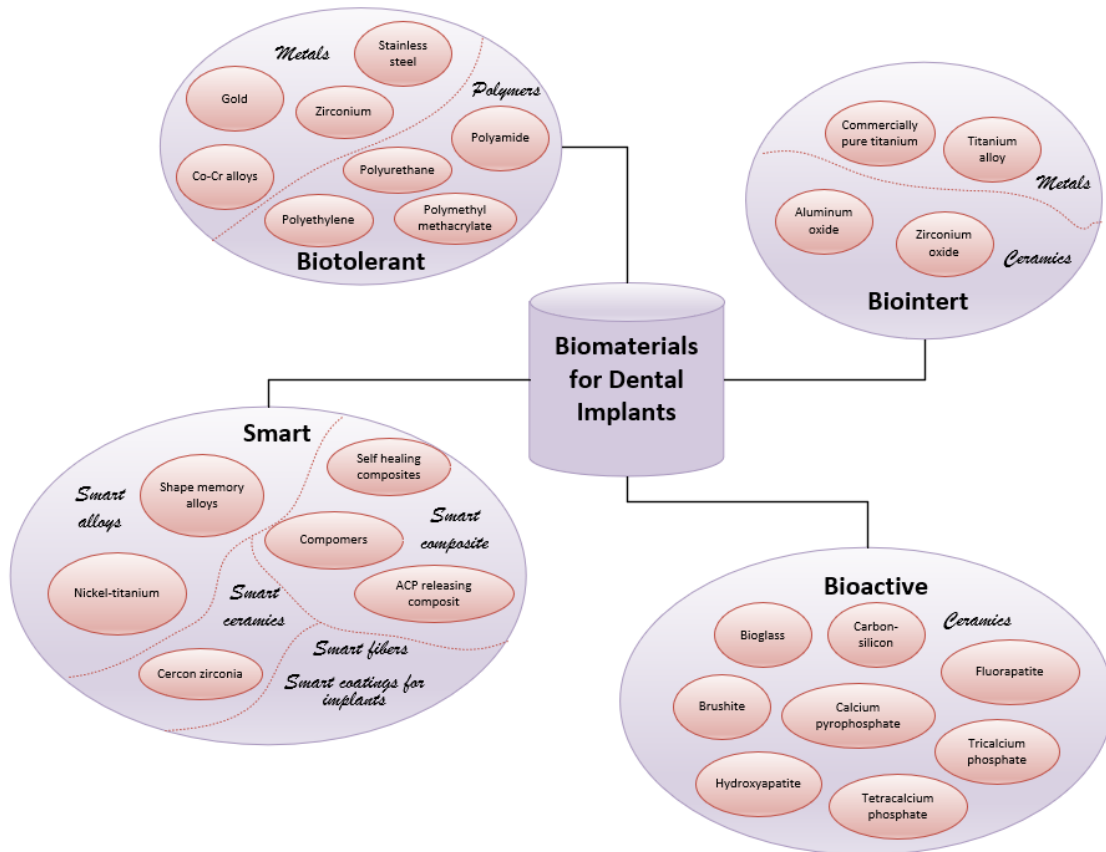 Metals
Stainless
steel
Polymers
Gold
Zirconium
Polyamide
Co-Cr alloys
Polyurethane
Polyethylene
Polymethyl
methacrylate
Biotolerant
Commercially
pure titanium
Titanium
alloy
Metals
Aluminum
oxide
Zirconium
oxide
Ceramics
Biointert
Biomaterials
for Dental
Implants
Smart
Self healing
composites
Shape memory
alloys
Smart
alloys
Compomers
Smart
composite
Nickel-titanium
ACP releasing
composit
Smart
ceramics
Cercon zirconia
Smart fibers
Smart coatings for
implants
Bioactive
Ceramics
Bioglass
Carbon-
silicon
Fluorapatite
Brushite
Calcium
pyrophosphate
Tricalcium
phosphate
Hydroxyapatite
Tetracalcium
phosphate